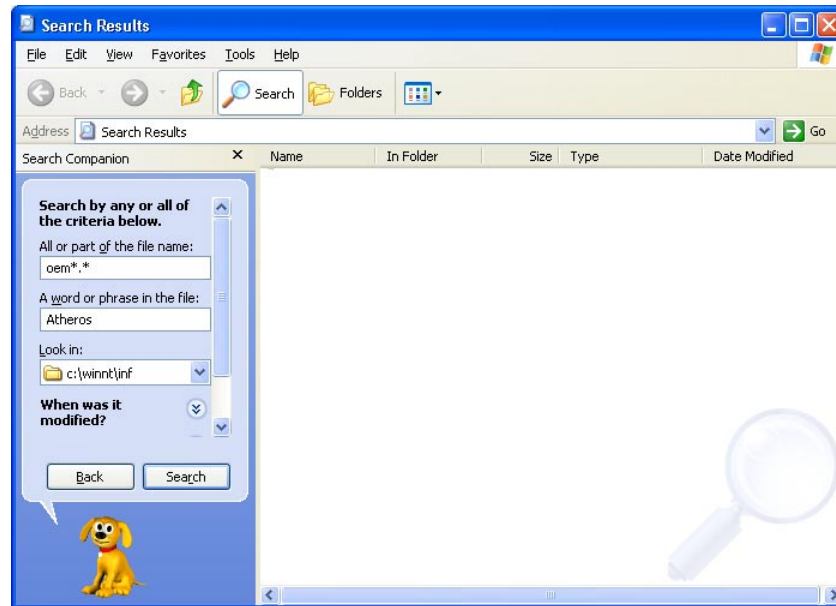 Search Results
File Edit View Favorites Tools Help
Back Search Folders
Address Search Results Go
Search Companion
Name In Folder Size Type Date Modified
Search by any or all of
the criteria below.
All or part of the file name:
oem*.*
A word or phrase in the file:
Atheros
Look in:
c:\winnt\inf
When was it
modified?
Back Search